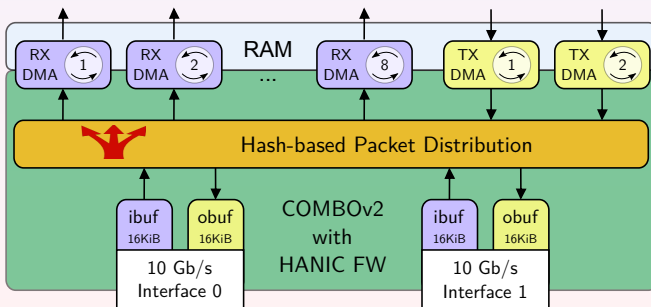 RX
DMA
1
RX
DMA
2
RAM
...
RX
DMA
8
TX
DMA
1
TX
DMA
2
Hash-based Packet Distribution
ibuf
16KiB
obuf
16KiB
COMBOv2
with
HANIC FW
ibuf
16KiB
obuf
16KiB
10 Gb/s
Interface 0
10 Gb/s
Interface 1